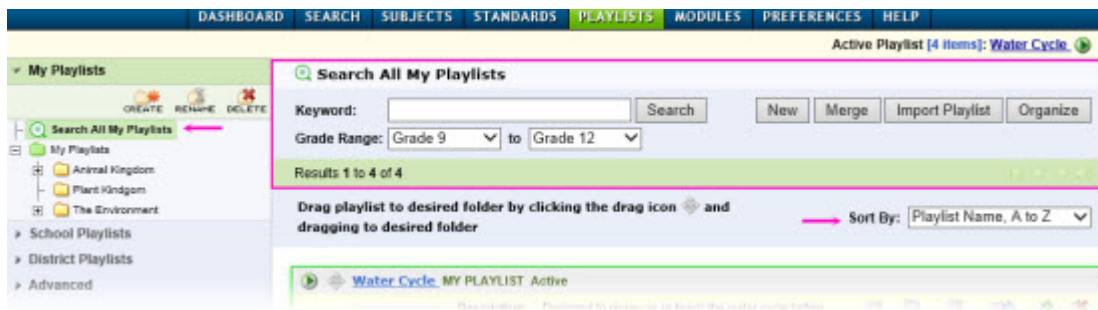 DASHBOARD SEARCH SUBJECTS STANDARDS PLAYLISTS MODULES PREFERENCES HELP
Active Playlist [4 items]: Water Cycle
My Playlists
CREATE RENAME DELETE
Search All My Playlists
My Playlists
Animal Kingdom
Plant Kindgom
The Environment
School Playlists
District Playlists
Advanced
Search All My Playlists
Keyword: Search New Merge Import Playlist Organize
Grade Range: Grade 9 to Grade 12
Results 1 to 4 of 4
Drag playlist to desired folder by clicking the drag icon and
dragging to desired folder
Sort By: Playlist Name, A to Z
Water Cycle MY PLAYLIST Active